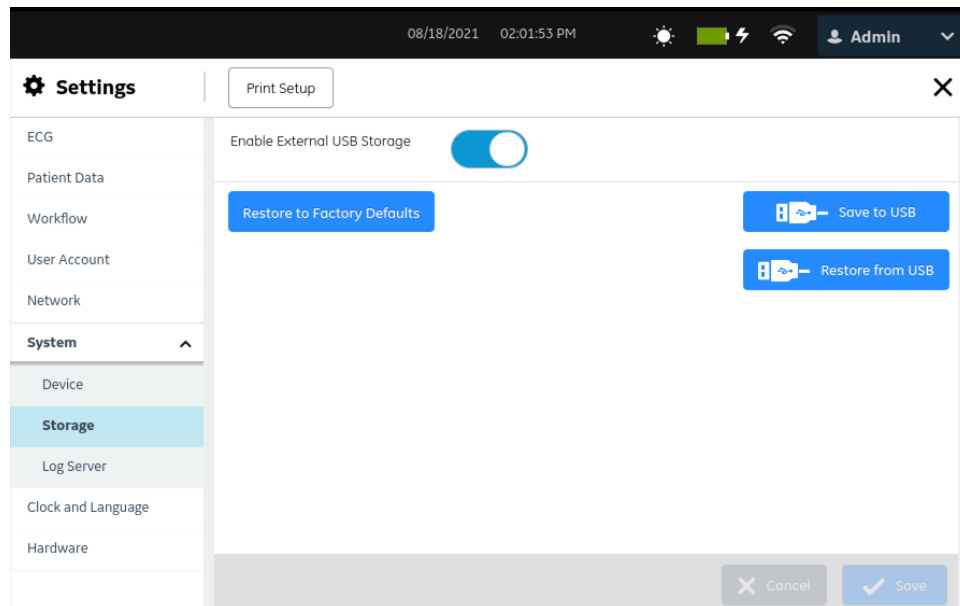 08/18/2021 02:01:53 PM Admin
Settings Print Setup
ECG
Patient Data
Workflow
User Account
Network
System
Device
Storage
Log Server
Clock and Language
Hardware
Enable External USB Storage
Restore to Factory Defaults
Save to USB
Restore from USB
Cancel Save